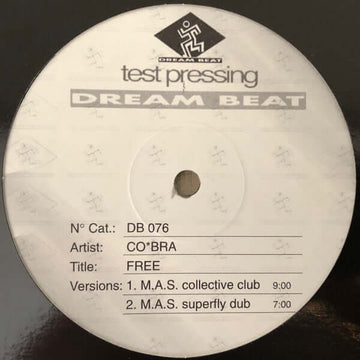 DREAM BEAT
test pressing
DREAM BEAT
N° Cat.: DB 076
Artist: CO*BRA
Title: FREE
Versions: 1. M.A.S. collective club 9:00
2. M.A.S. superfly dub 7:00